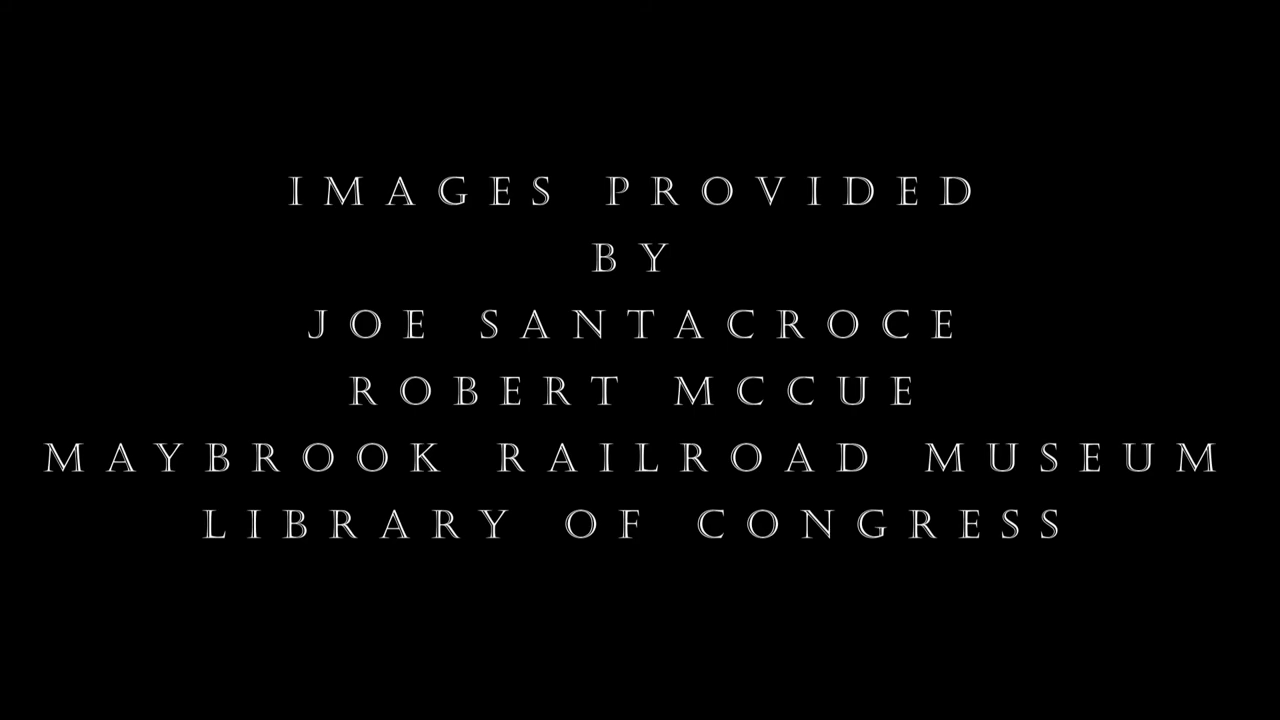 IMAGES PROVIDED
BY
JOE SANTACROCE
ROBERT MCCUE
MAYBROOK RAILROAD MUSEUM
LIBRARY OF CONGRESS